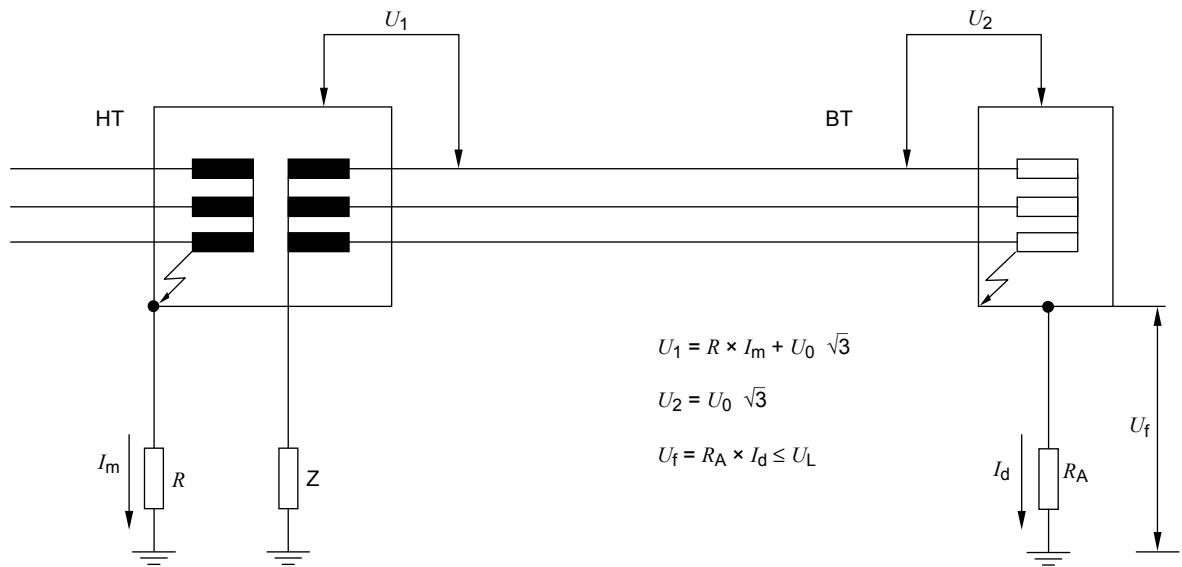 U1
U2
HT
BT
U1 = R × Im + U0 √3
U2 = U0 √3
Uf = RA × Id ≤ UL
Im
R
Z
Id
RA
Uf